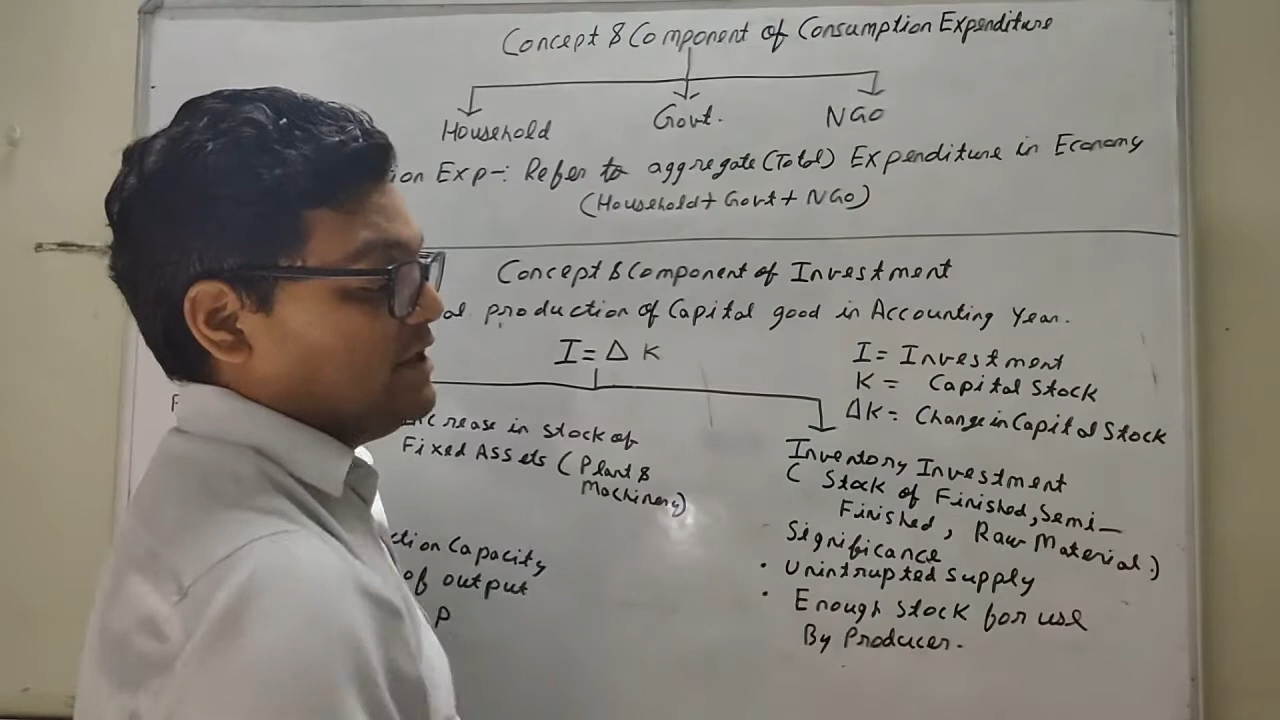 Concept & Component of Consumption Expenditure
Household
Govt.
NGO
ion Exp-: Refer to aggregate (Total) Expenditure in Economy
(Household + Govt + NGO)
Concept & Component of Investment
al production of Capital good in Accounting Year.
I = Δ K
I = Investment
K = Capital Stock
ΔK = Change in Capital Stock
F
Increase in stock of
Fixed Assets (Plant &
Machinery)
ction Capacity
of output
P
Inventory Investment
( Stock of Finished, Semi-
Finished, Raw Material.)
Significance
• Unintrupted Supply
• Enough Stock for use
By Producer.